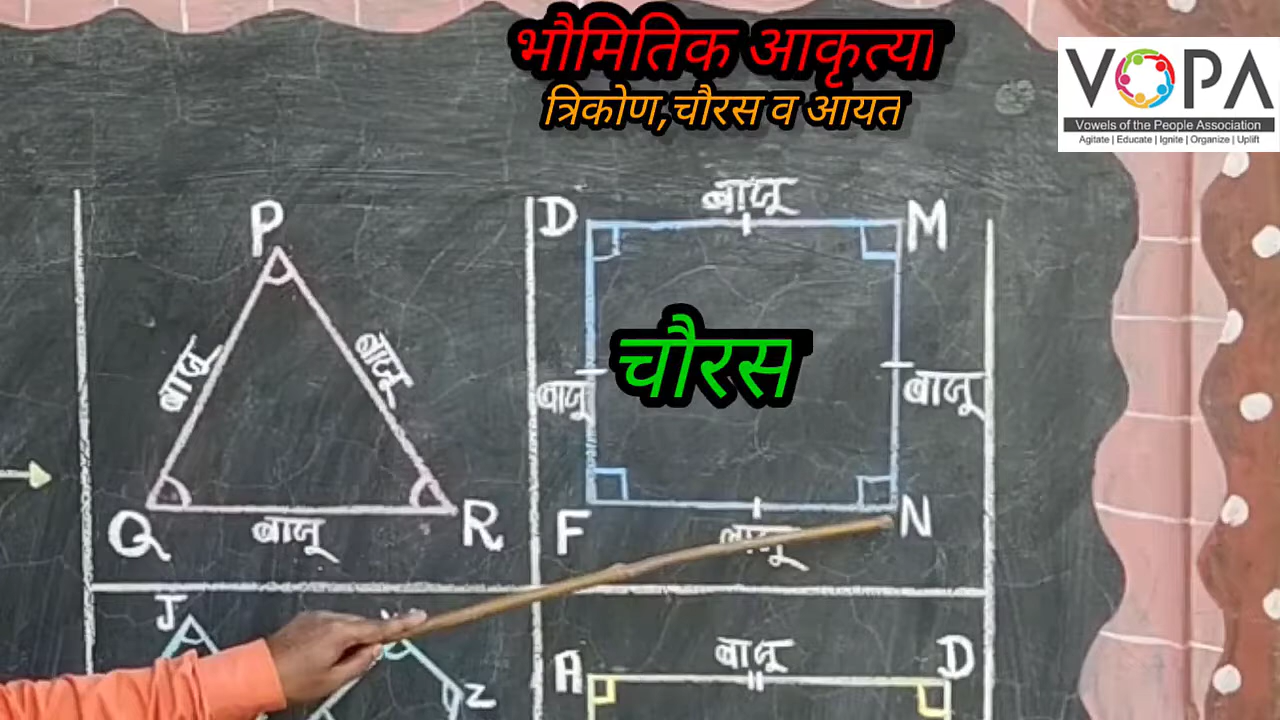 भौमितिक आकृत्या
त्रिकोण,चौरस व आयत
VOPA
Vowels of the People Association
Agitate | Educate | Ignite | Organize | Uplift
P
बाजू
बाजू
Q
बाजू
R
D
बाजू
M
चौरस
बाजू
बाजू
F
बाजू
N
J
Z
A
बाजू
D